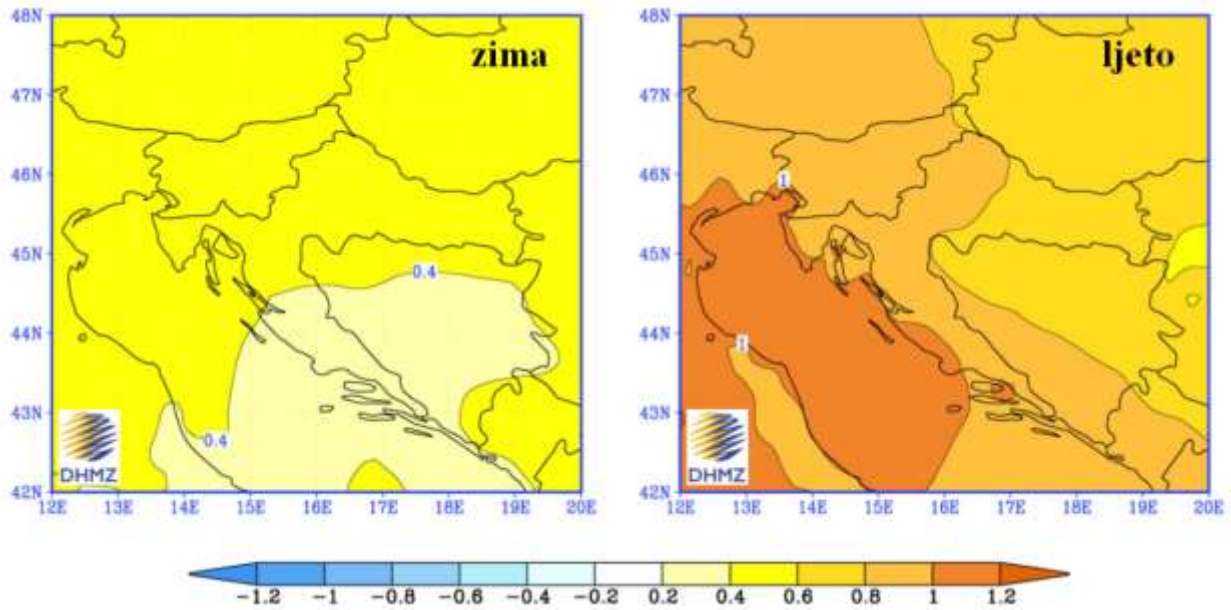 zima
48N
47N
46N
45N
44N
43N
42N
0.4
0.4
DHMZ
12E 13E 14E 15E 16E 17E 18E 19E 20E
ljeto
48N
47N
46N
45N
44N
43N
42N
1
1
DHMZ
12E 13E 14E 15E 16E 17E 18E 19E 20E
-1.2 -1 -0.8 -0.6 -0.4 -0.2 0.2 0.4 0.6 0.8 1 1.2